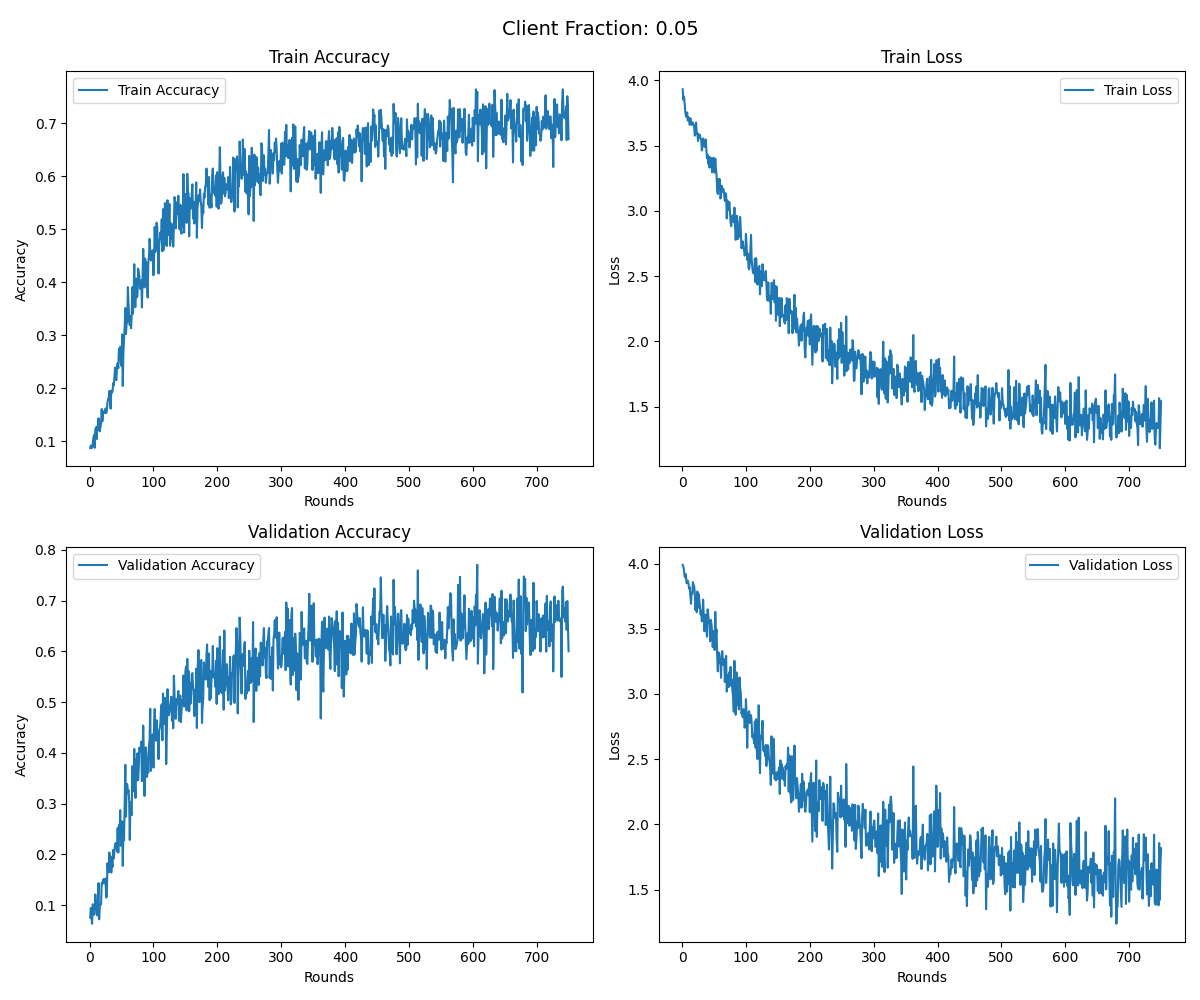 Client Fraction: 0.05
Train Accuracy
Train Accuracy
Accuracy
0.7
0.6
0.5
0.4
0.3
0.2
0.1
0 100 200 300 400 500 600 700
Rounds
Train Loss
Train Loss
Loss
4.0
3.5
3.0
2.5
2.0
1.5
0 100 200 300 400 500 600 700
Rounds
Validation Accuracy
Validation Accuracy
Accuracy
0.8
0.7
0.6
0.5
0.4
0.3
0.2
0.1
0 100 200 300 400 500 600 700
Rounds
Validation Loss
Validation Loss
Loss
4.0
3.5
3.0
2.5
2.0
1.5
0 100 200 300 400 500 600 700
Rounds